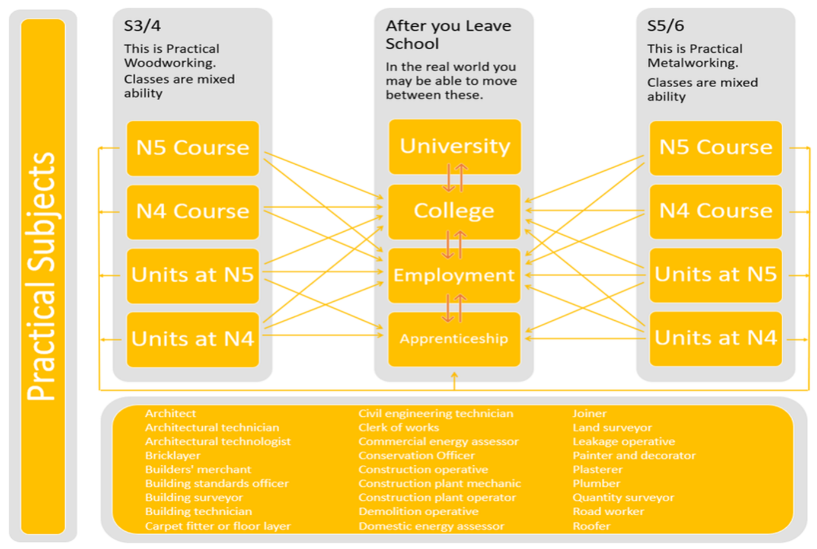 Practical Subjects
S3/4
This is Practical
Woodworking.
Classes are mixed
ability
N5 Course
N4 Course
Units at N5
Units at N4
After you Leave
School
In the real world you
may be able to move
between these.
University
College
Employment
Apprenticeship
S5/6
This is Practical
Metalworking.
Classes are mixed
ability
N5 Course
N4 Course
Units at N5
Units at N4
Architect
Architectural technician
Architectural technologist
Bricklayer
Builders' merchant
Building standards officer
Building surveyor
Building technician
Carpet fitter or floor layer
Civil engineering technician
Clerk of works
Commercial energy assessor
Conservation Officer
Construction operative
Construction plant mechanic
Construction plant operator
Demolition operative
Domestic energy assessor
Joiner
Land surveyor
Leakage operative
Painter and decorator
Plasterer
Plumber
Quantity surveyor
Road worker
Roofer